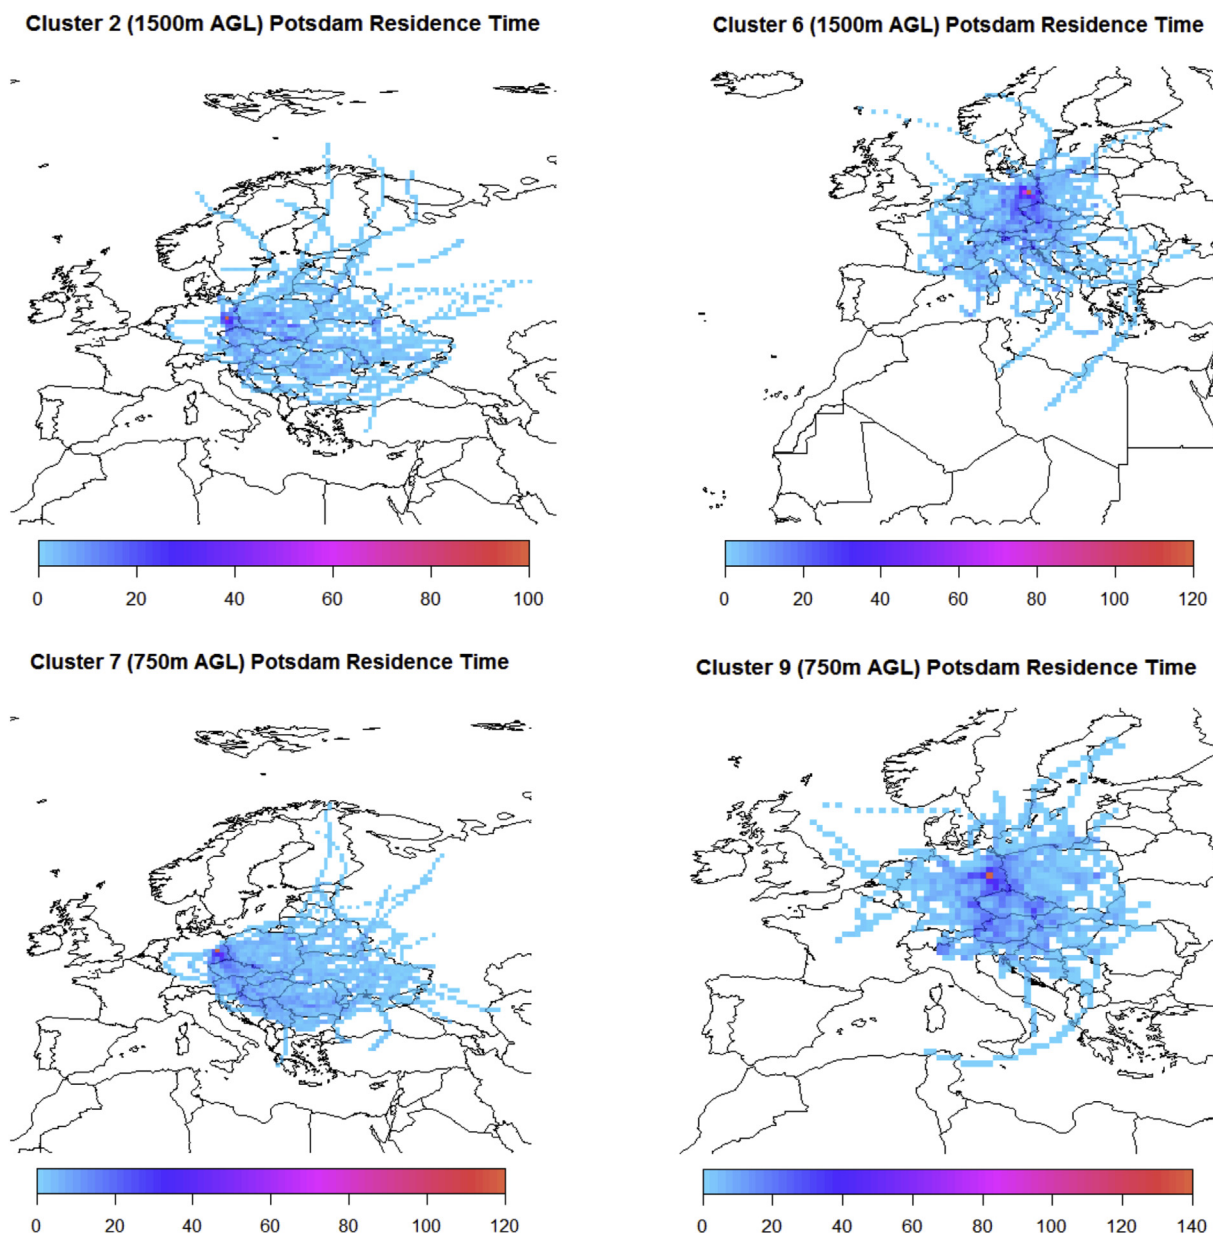 Cluster 2 (1500m AGL) Potsdam Residence Time
Cluster 6 (1500m AGL) Potsdam Residence Time
0 20 40 60 80 100
0 20 40 60 80 100 120
Cluster 7 (750m AGL) Potsdam Residence Time
Cluster 9 (750m AGL) Potsdam Residence Time
0 20 40 60 80 100 120
0 20 40 60 80 100 120 140